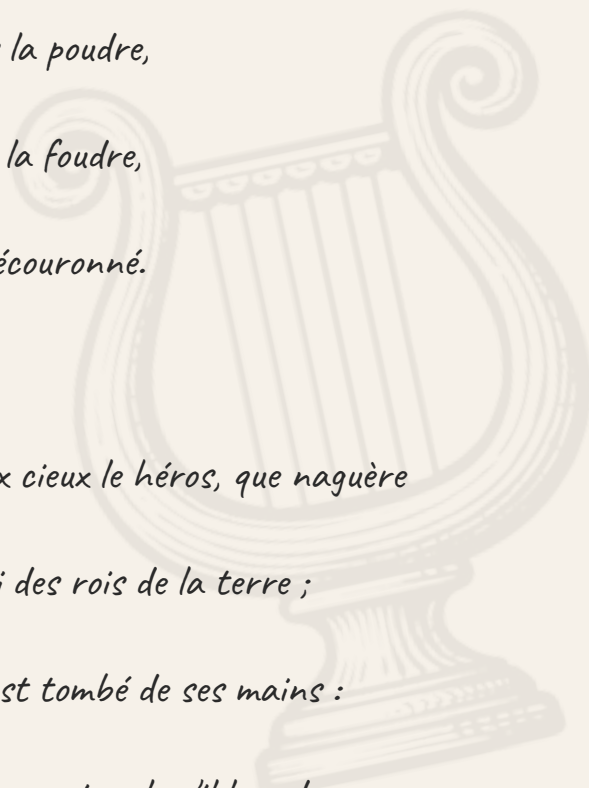 la poudre,
la foudre,
écouronné.
cieux le héros, que naguère
des rois de la terre ;
tombé de ses mains :